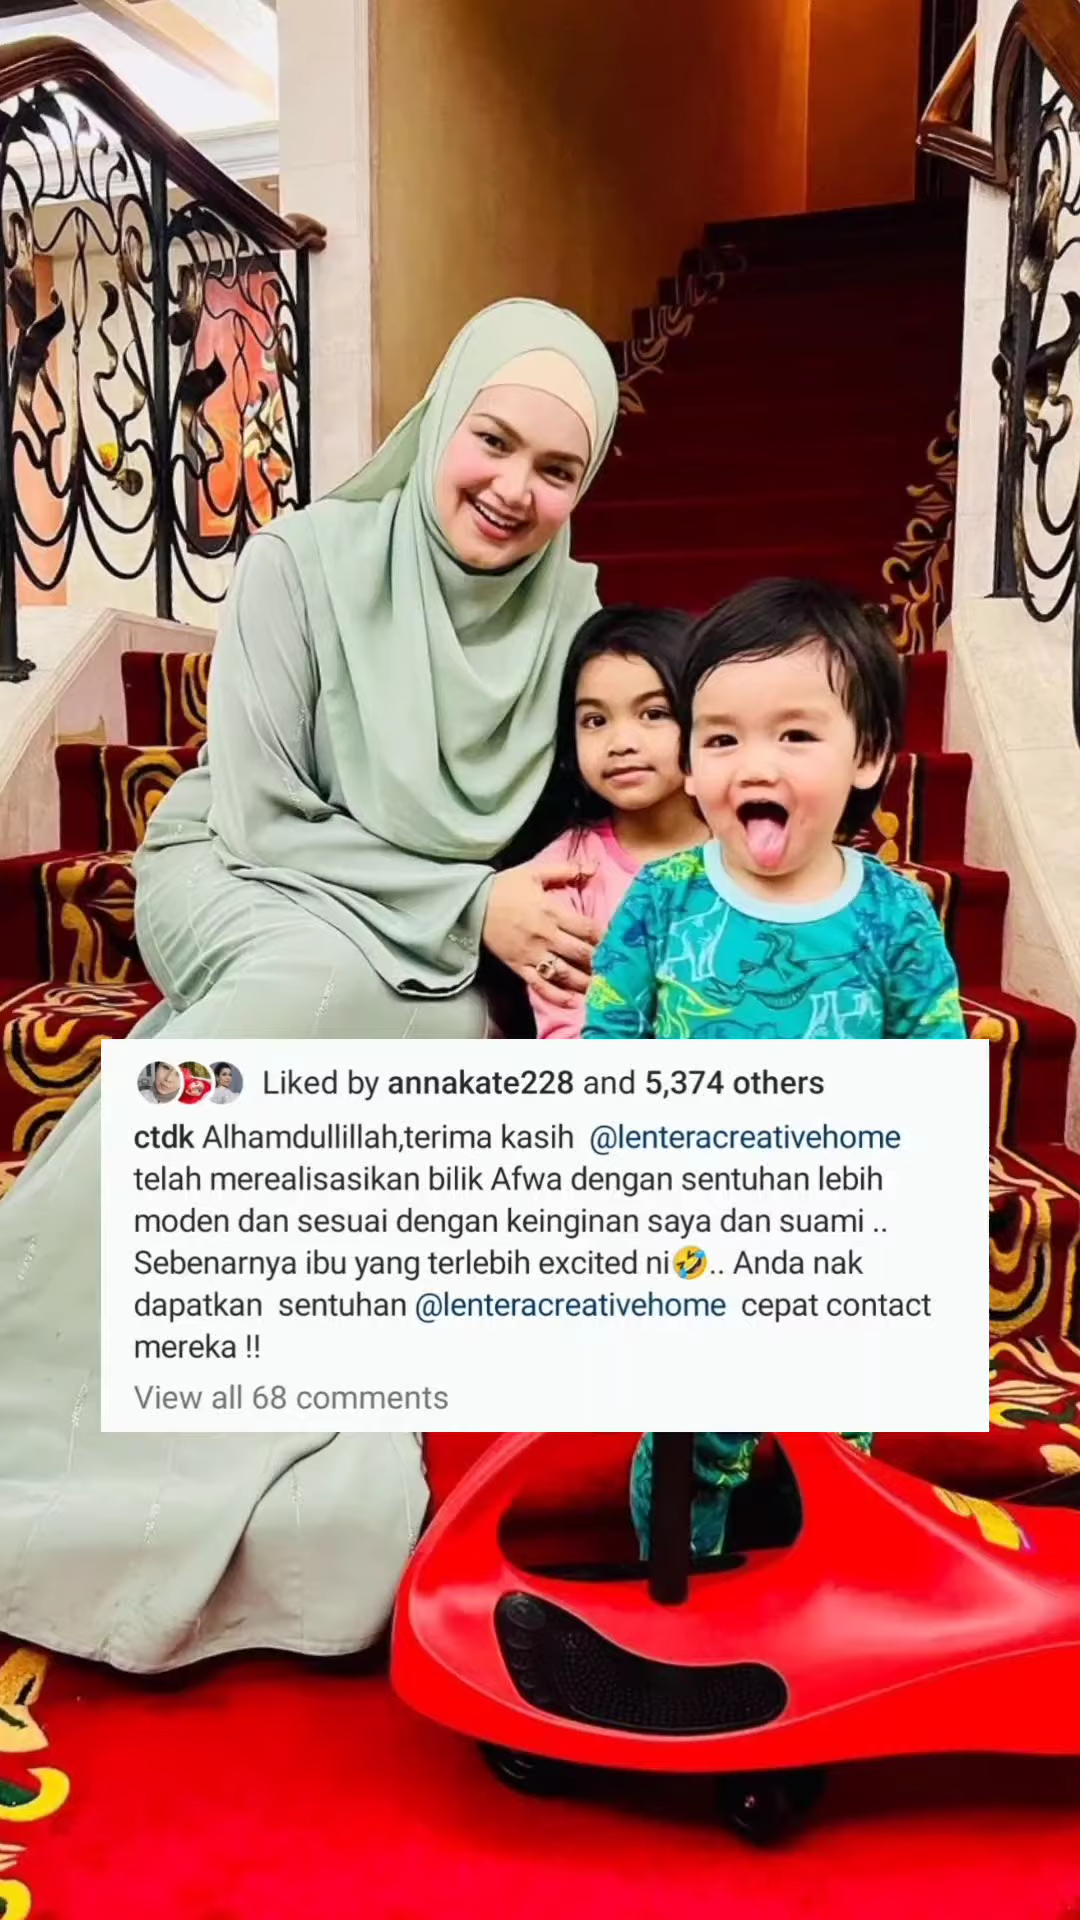 Liked by annakate228 and 5,374 others
ctdk Alhamdullillah,terima kasih @lenteracreativehome
telah merealisasikan bilik Afwa dengan sentuhan lebih
moden dan sesuai dengan keinginan saya dan suami ..
Sebenarnya ibu yang terlebih excited ni🤣.. Anda nak
dapatkan sentuhan @lenteracreativehome cepat contact
mereka !!
View all 68 comments